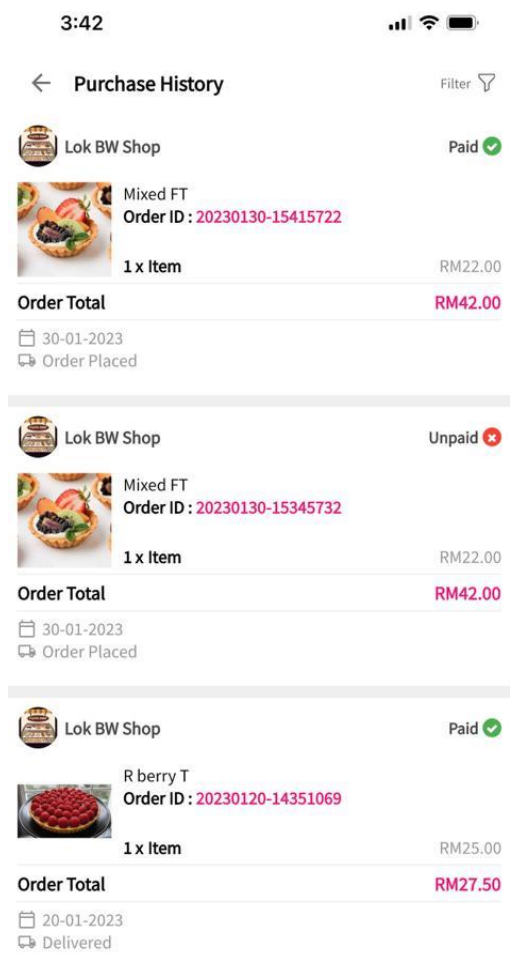 3:42
Purchase History
Filter
Lok BW Shop
Paid
Mixed FT
Order ID : 20230130-15415722
1 x Item
RM22.00
Order Total
RM42.00
30-01-2023
Order Placed
Lok BW Shop
Unpaid
Mixed FT
Order ID : 20230130-15345732
1 x Item
RM22.00
Order Total
RM42.00
30-01-2023
Order Placed
Lok BW Shop
Paid
R berry T
Order ID : 20230120-14351069
1 x Item
RM25.00
Order Total
RM27.50
20-01-2023
Delivered